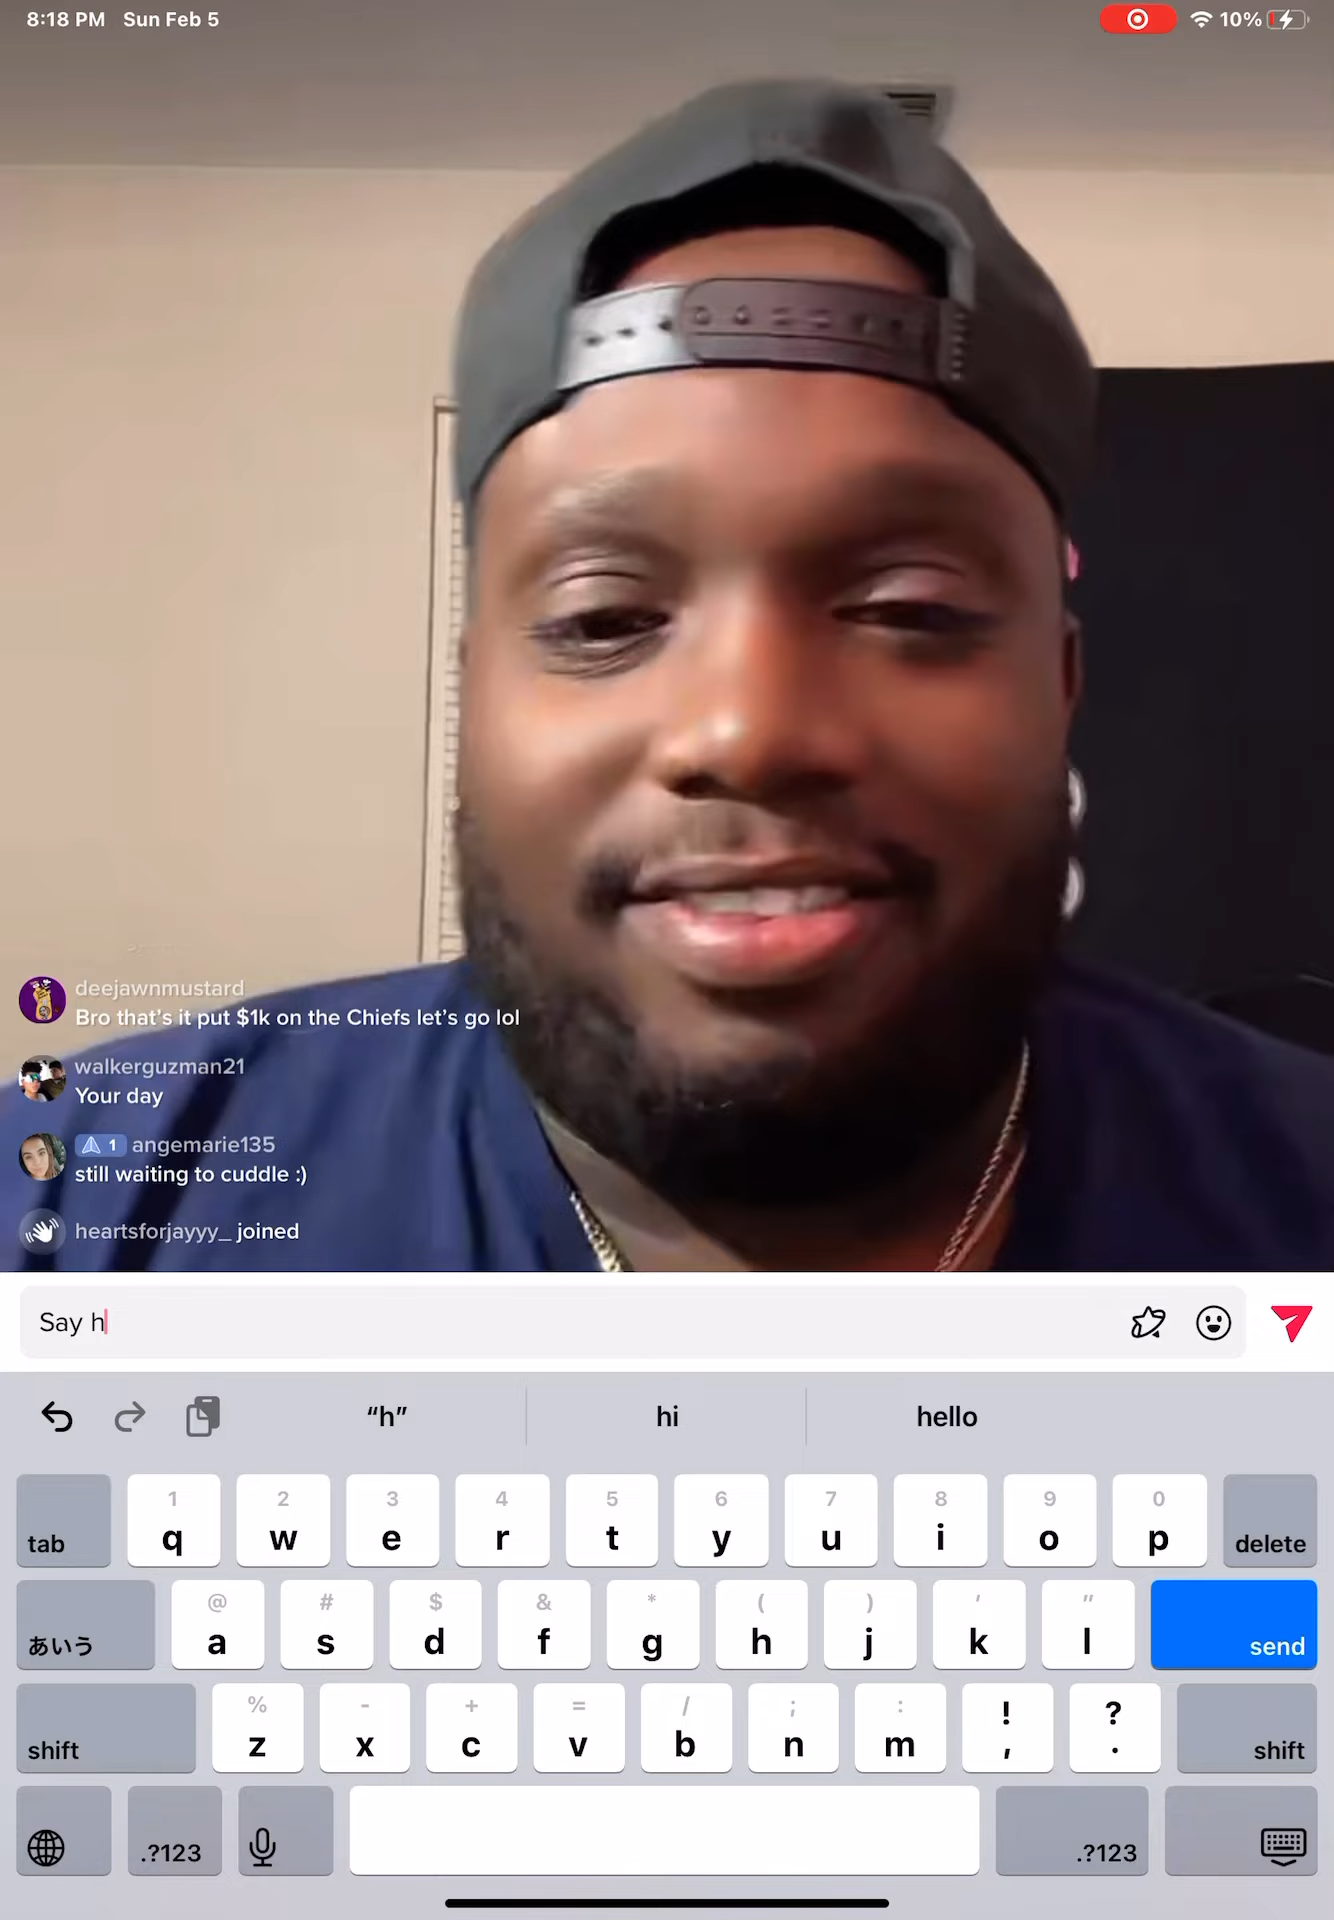 8:18 PM Sun Feb 5
10%
deejawnmustard
Bro that's it put $1k on the Chiefs let's go lol
walkerguzman21
Your day
1 angemarie135
still waiting to cuddle :)
heartsforjayyy_ joined
Say h
“h” hi hello
1 2 3 4 5 6 7 8 9 0
tab q w e r t y u i o p delete
@ # $ & * ( ) ' "
あいう a s d f g h j k l send
% - + = / ; : ! ?
shift z x c v b n m , . shift
.?123 .?123